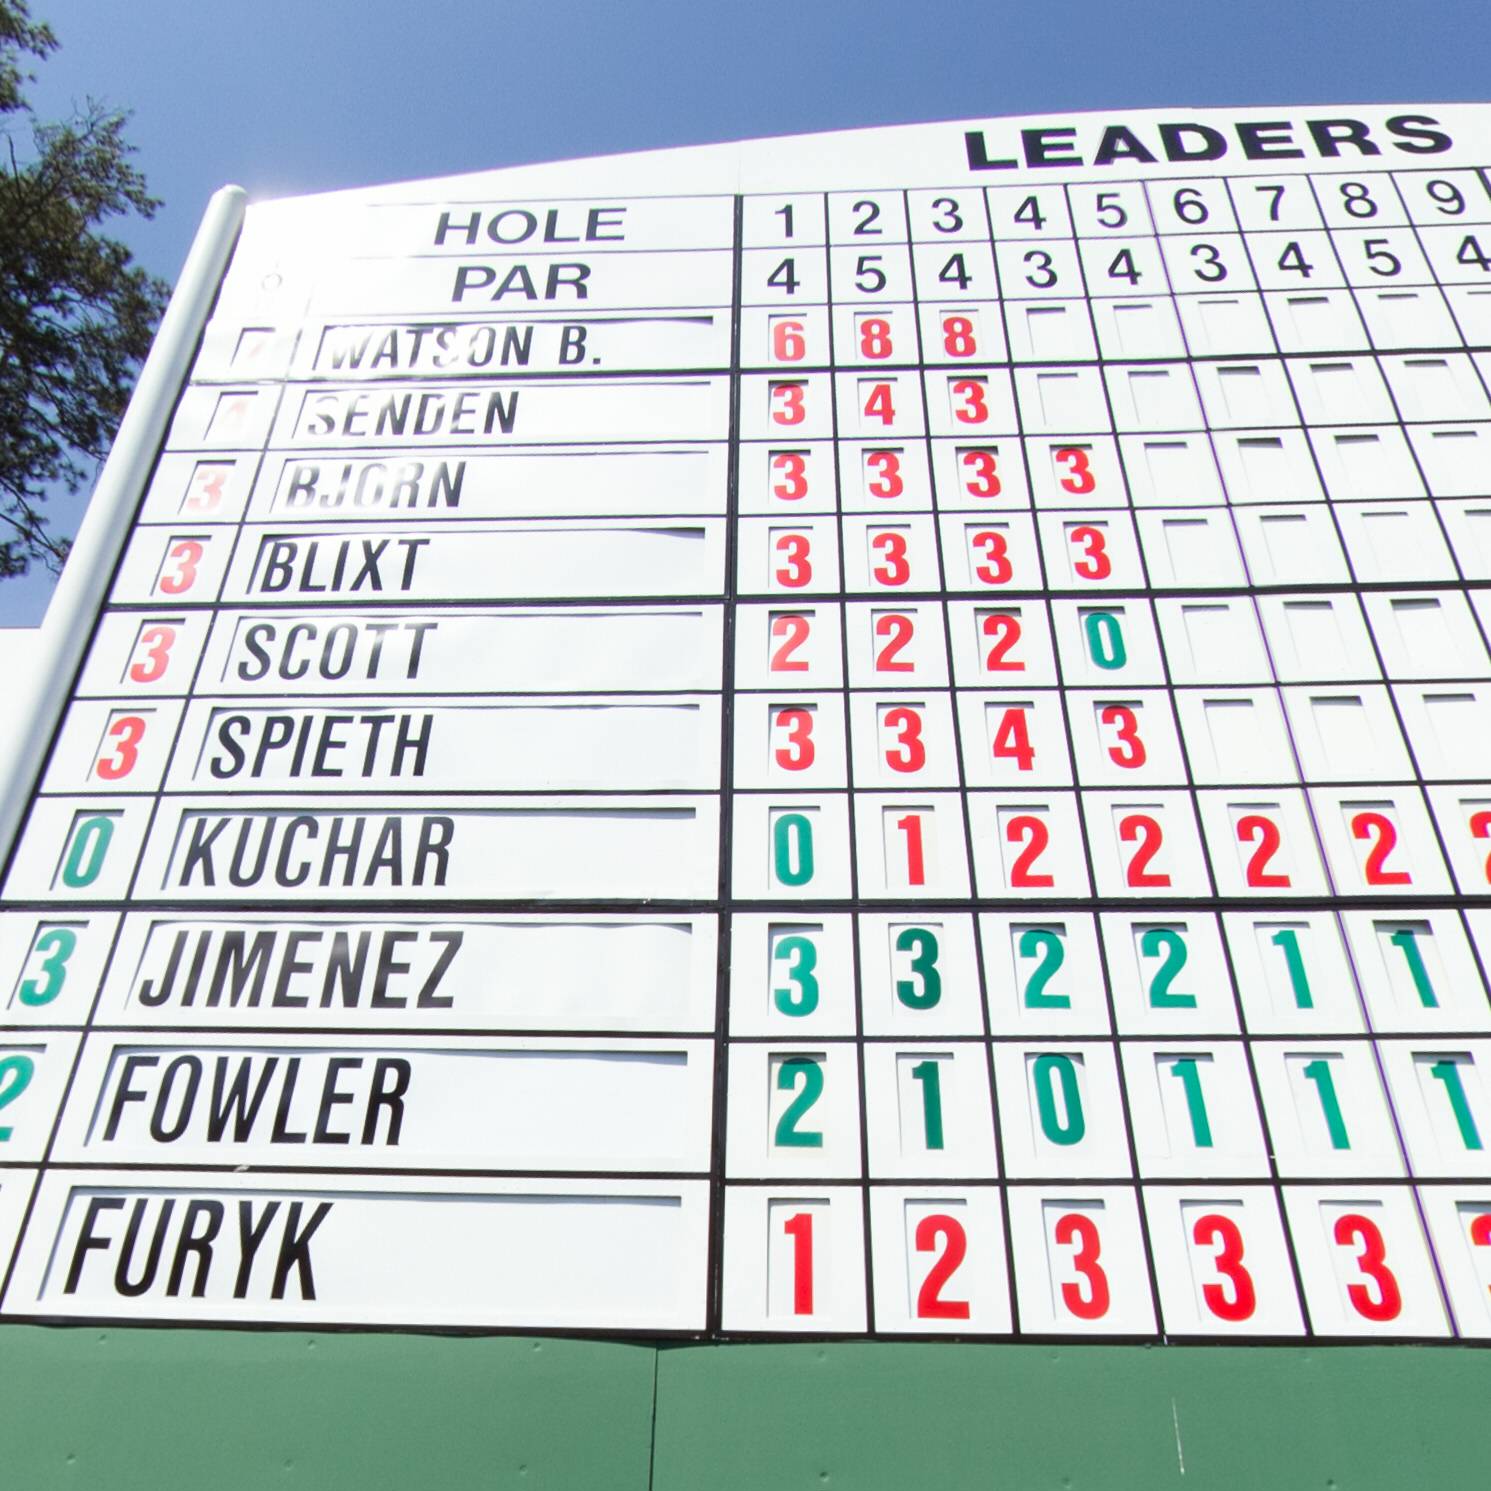 LEADERS
HOLE 1 2 3 4 5 6 7 8 9
PAR 4 5 4 3 4 3 4 5 4
WATSON B. 6 8 8
SENDEN 3 4 3
3 BJORN 3 3 3 3
3 BLIXT 3 3 3 3
3 SCOTT 2 2 2 0
3 SPIETH 3 3 4 3
0 KUCHAR 0 1 2 2 2 2 2
3 JIMENEZ 3 3 2 2 1 1
2 FOWLER 2 1 0 1 1 1
FURYK 1 2 3 3 3